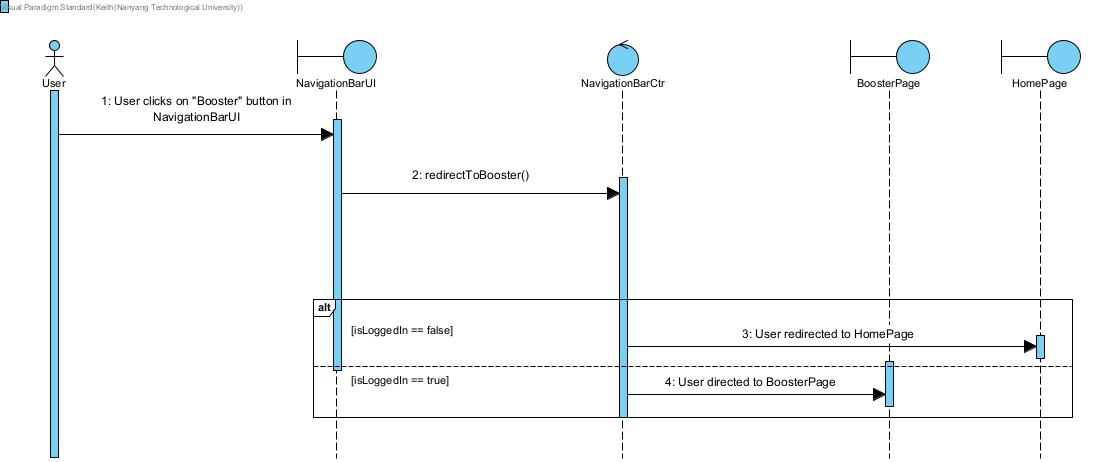 Visual Paradigm Standard(Keith(Nanyang Technological University))
User
NavigationBarUI
NavigationBarCtr
BoosterPage
HomePage
1: User clicks on "Booster" button in
NavigationBarUI
2: redirectToBooster()
alt
[isLoggedIn == false]
3: User redirected to HomePage
[isLoggedIn == true]
4: User directed to BoosterPage